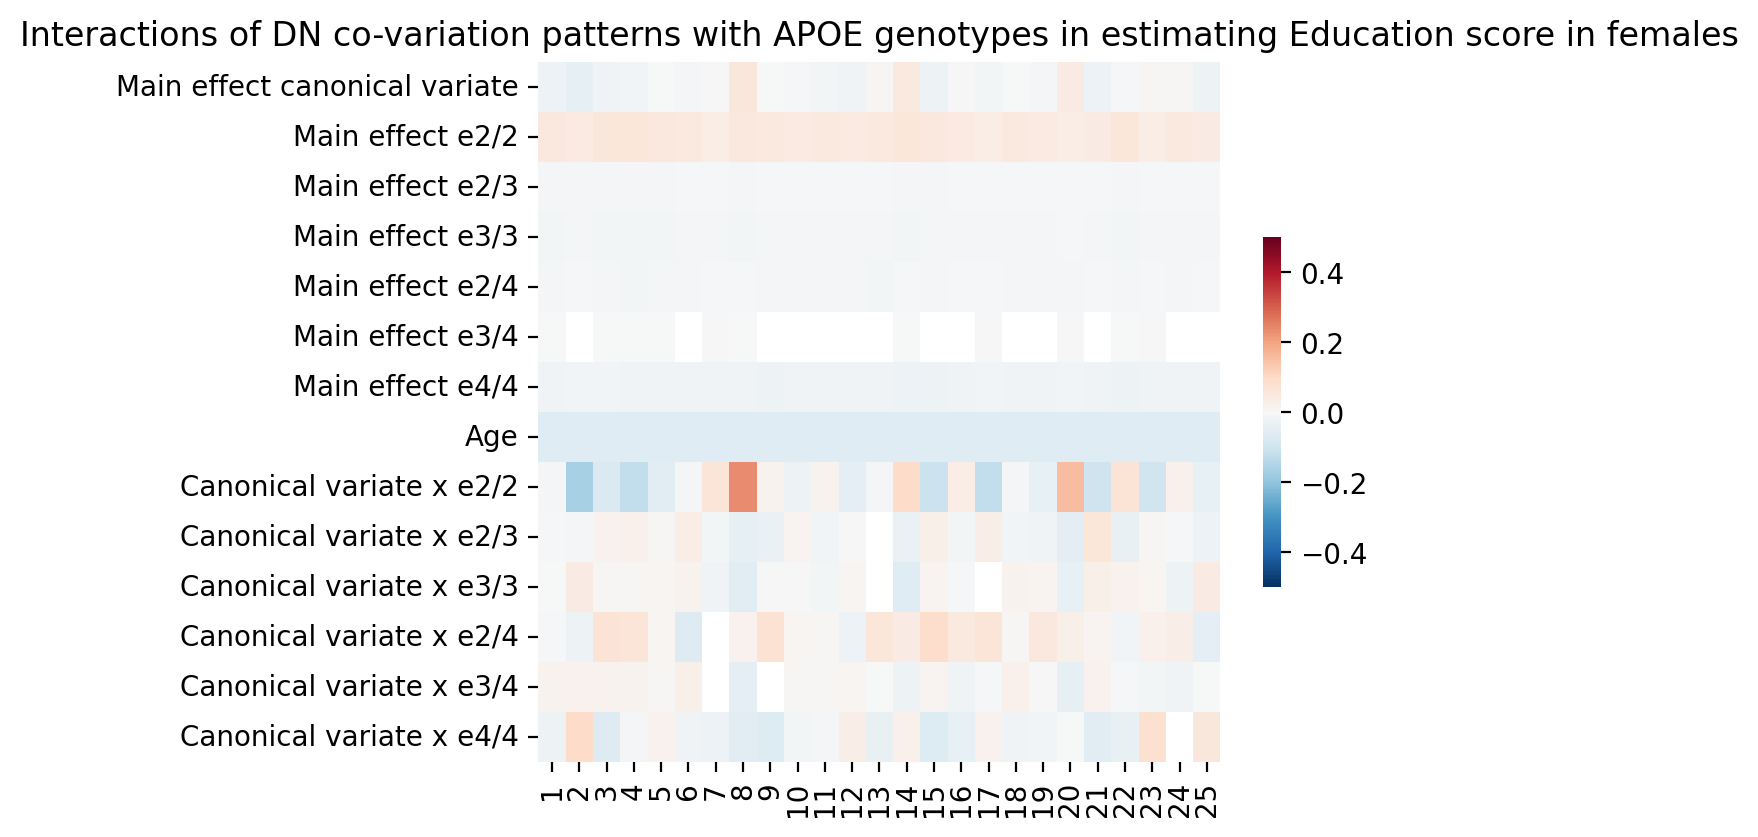 Interactions of DN co-variation patterns with APOE genotypes in estimating Education score in females
Main effect canonical variate
Main effect e2/2
Main effect e2/3
Main effect e3/3
Main effect e2/4
Main effect e3/4
Main effect e4/4
Age
Canonical variate x e2/2
Canonical variate x e2/3
Canonical variate x e3/3
Canonical variate x e2/4
Canonical variate x e3/4
Canonical variate x e4/4
1 2 3 4 5 6 7 8 9 10 11 12 13 14 15 16 17 18 19 20 21 22 23 24 25
0.4
0.2
0.0
−0.2
−0.4